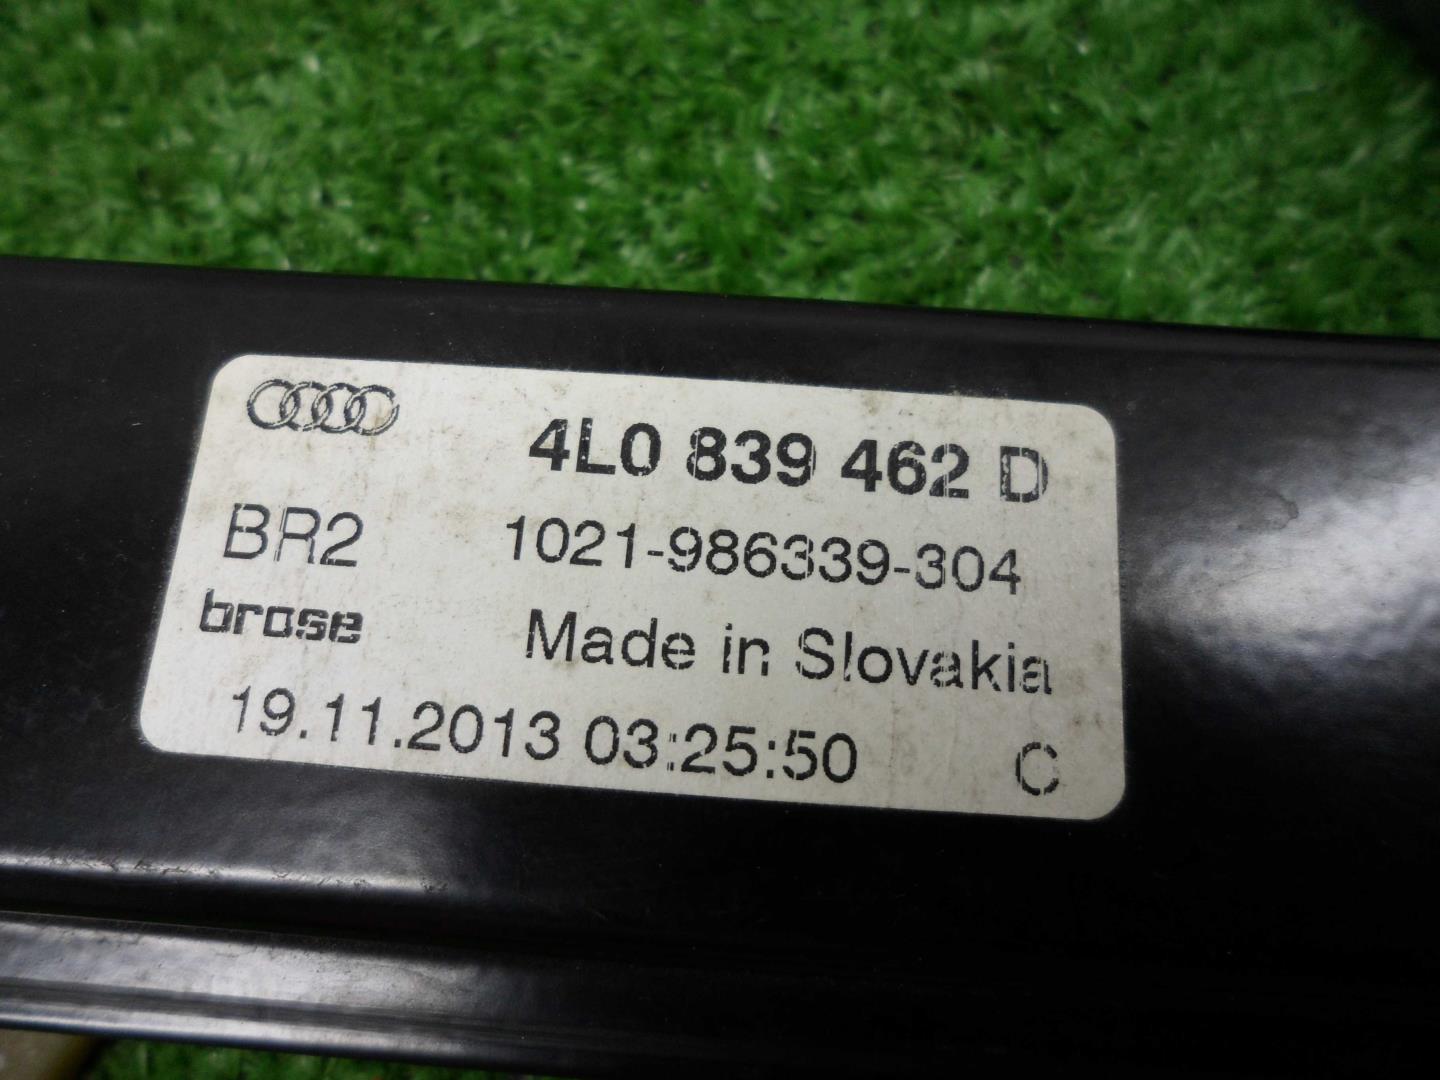 4L0 839 462 D
BR2 1021-986339-304
brose Made in Slovakia
19.11.2013 03:25:50 C